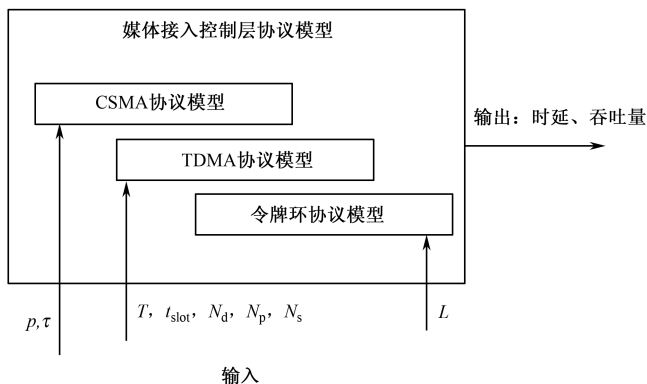 媒体接入控制层协议模型
CSMA协议模型
输出：时延、吞吐量
TDMA协议模型
令牌环协议模型
p,τ
T，t_slot，N_d，N_p，N_s
L
输入